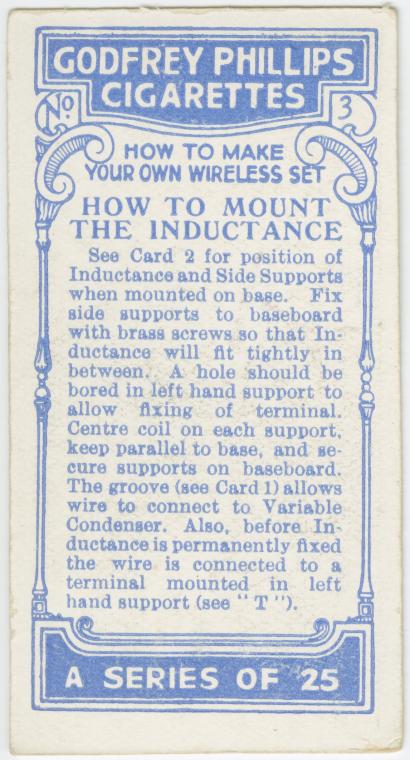 GODFREY PHILLIPS
CIGARETTES
No. 3
HOW TO MAKE
YOUR OWN WIRELESS SET
HOW TO MOUNT
THE INDUCTANCE
See Card 2 for position of
Inductance and Side Supports
when mounted on base. Fix
side supports to baseboard
with brass screws so that In-
ductance will fit tightly in
between. A hole should be
bored in left hand support to
allow fixing of terminal.
Centre coil on each support,
keep parallel to base, and se-
cure supports on baseboard.
The groove (see Card 1) allows
wire to connect to Variable
Condenser. Also, before In-
ductance is permanently fixed
the wire is connected to a
terminal mounted in left
hand support (see "T").
A SERIES OF 25